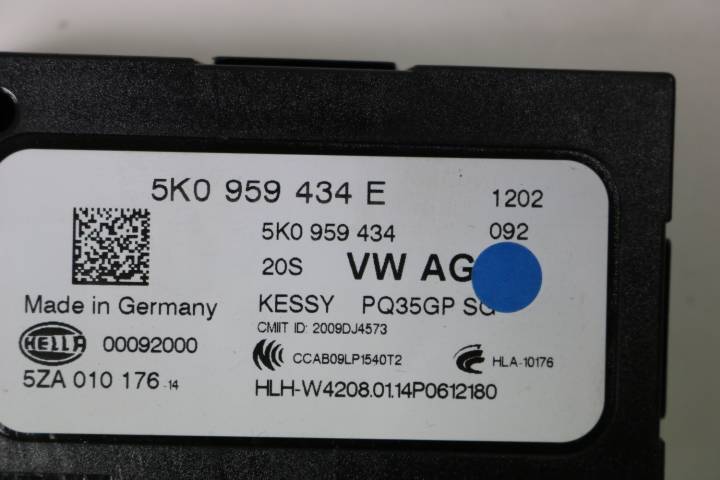 5K0 959 434 E 1202
5K0 959 434 092
20S VW AG
Made in Germany KESSY PQ35GP SG
CMIIT ID: 2009DJ4573
HELLA 00092000 CCAB09LP1540T2 HLA-10176
5ZA 010 176 -14 HLH-W4208.01.14P0612180